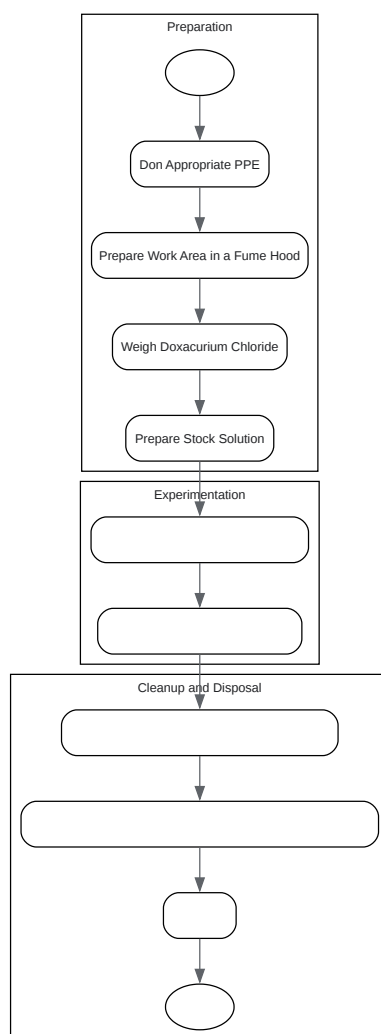 Preparation
Don Appropriate PPE
Prepare Work Area in a Fume Hood
Weigh Doxacurium Chloride
Prepare Stock Solution
Experimentation
Cleanup and Disposal